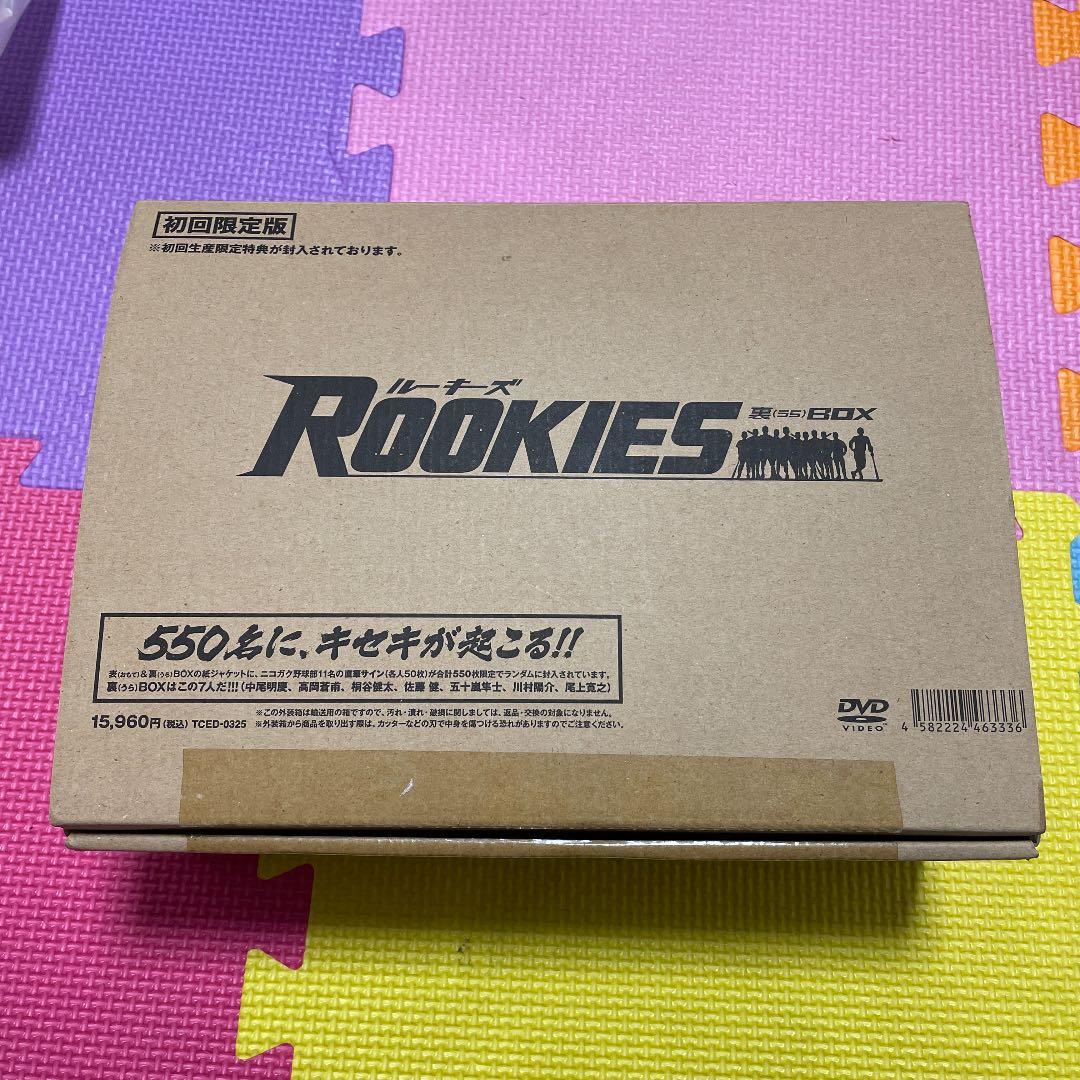 初回限定版
※初回生産限定特典が封入されております。
ルーキーズ
ROOKIES 裏(うら)BOX
550名に、キセキが起こる!!
表(おもて)&裏(うら)BOXの紙ジャケットに、ニコガク野球部11名の直筆サイン(各人50枚)が合計550枚限定でランダムに封入されています。
裏(うら)BOXはこの7人だ!!!(中尾明慶、高岡蒼甫、桐谷健太、佐藤 健、五十嵐隼士、川村陽介、尾上寛之)
15,960円(税込) TCED-0325
※この外装箱は輸送用の箱ですので、汚れ・潰れ・破損に関しましては、返品・交換の対象になりません。
※外装箱から商品を取り出す際は、カッターなどの刃で中身を傷つける恐れがありますのでご注意ください。
DVD
VIDEO
4 582224 463336